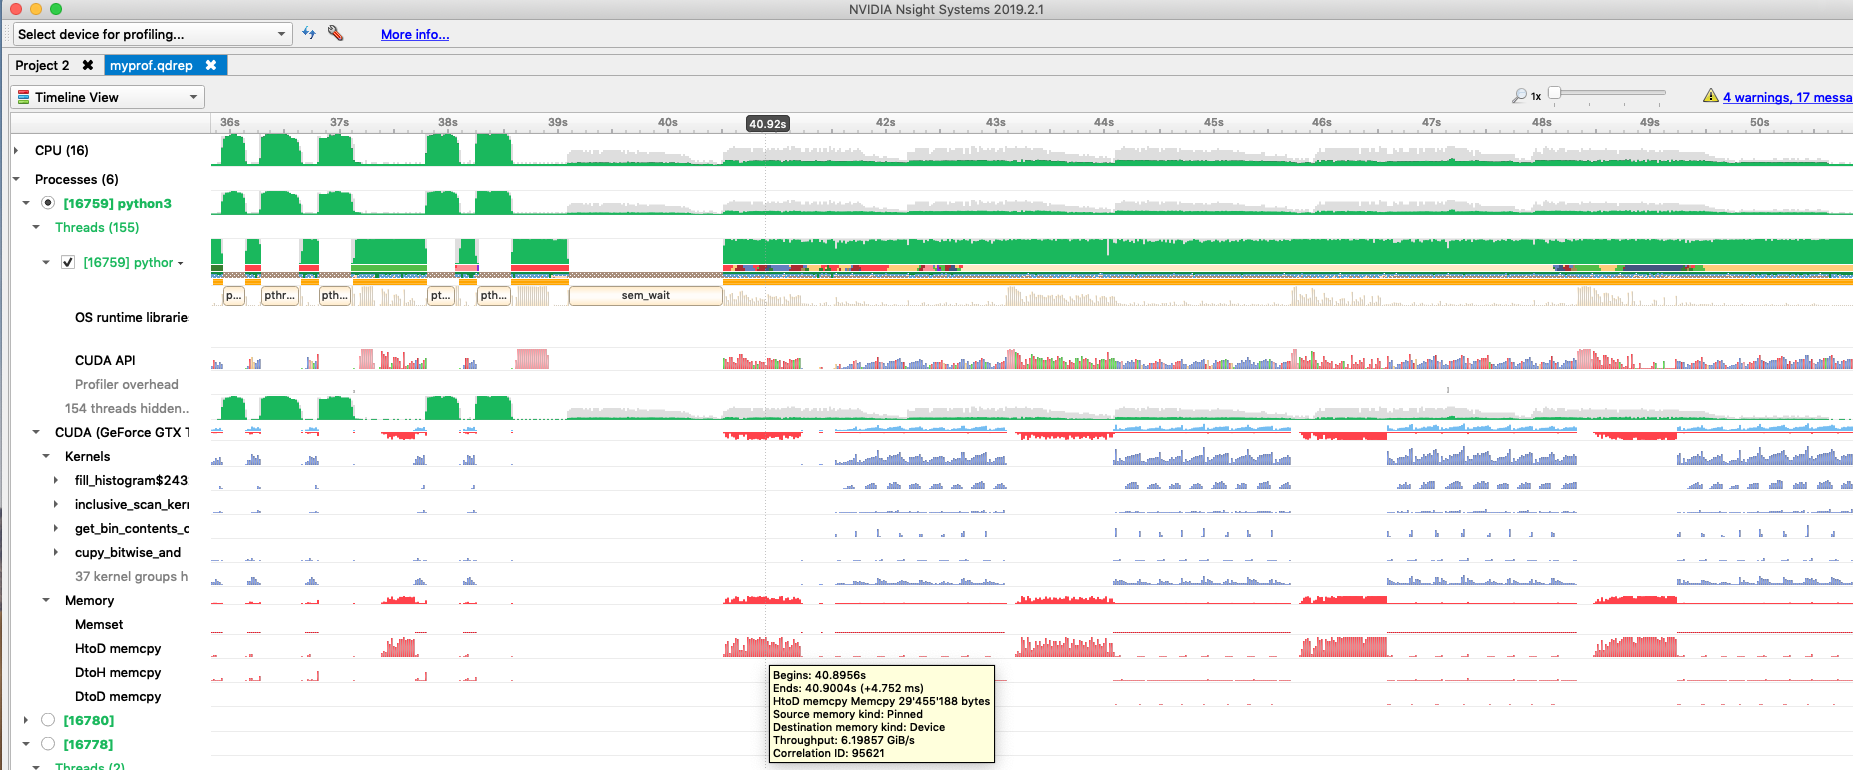 NVIDIA Nsight Systems 2019.2.1
Select device for profiling...
More info...
Project 2
myprof.qdrep
Timeline View
1x
4 warnings, 17 messa
36s 37s 38s 39s 40s 40.92s 42s 43s 44s 45s 46s 47s 48s 49s 50s
CPU (16)
Processes (6)
[16759] python3
Threads (155)
[16759] pythor
p... pthr... pth... pt... pth... sem_wait
OS runtime librarie
CUDA API
Profiler overhead
154 threads hidden...
CUDA (GeForce GTX T
Kernels
fill_histogram$243
inclusive_scan_ker
get_bin_contents_c
cupy_bitwise_and
37 kernel groups h
Memory
Memset
HtoD memcpy
DtoH memcpy
DtoD memcpy
[16780]
[16778]
Threads (2)
Begins: 40.8956s
Ends: 40.9004s (+4.752 ms)
HtoD memcpy Memcpy 29'455'188 bytes
Source memory kind: Pinned
Destination memory kind: Device
Throughput: 6.19857 GiB/s
Correlation ID: 95621